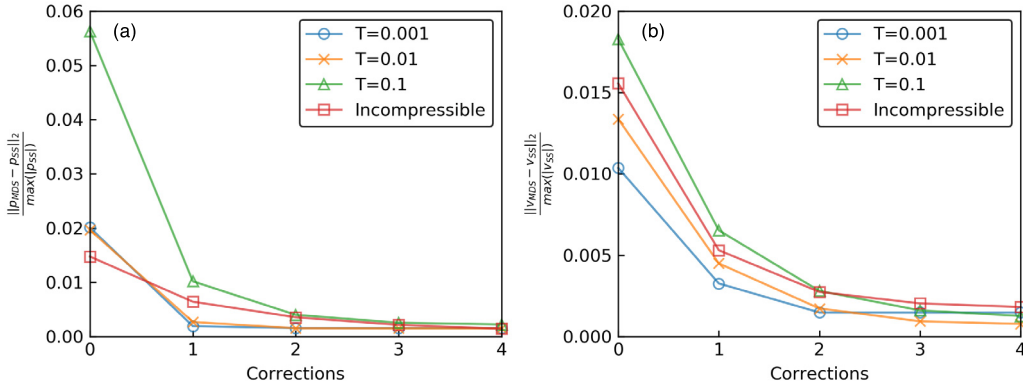 (a)
T=0.001
T=0.01
T=0.1
Incompressible
0.06
0.05
0.04
0.03
0.02
0.01
0.00
||p_MDS − p_SS||_2
max(|p_SS|)
0 1 2 3 4
Corrections
(b)
T=0.001
T=0.01
T=0.1
Incompressible
0.020
0.015
0.010
0.005
0.000
||v_MDS − v_SS||_2
max(|v_SS|)
0 1 2 3 4
Corrections